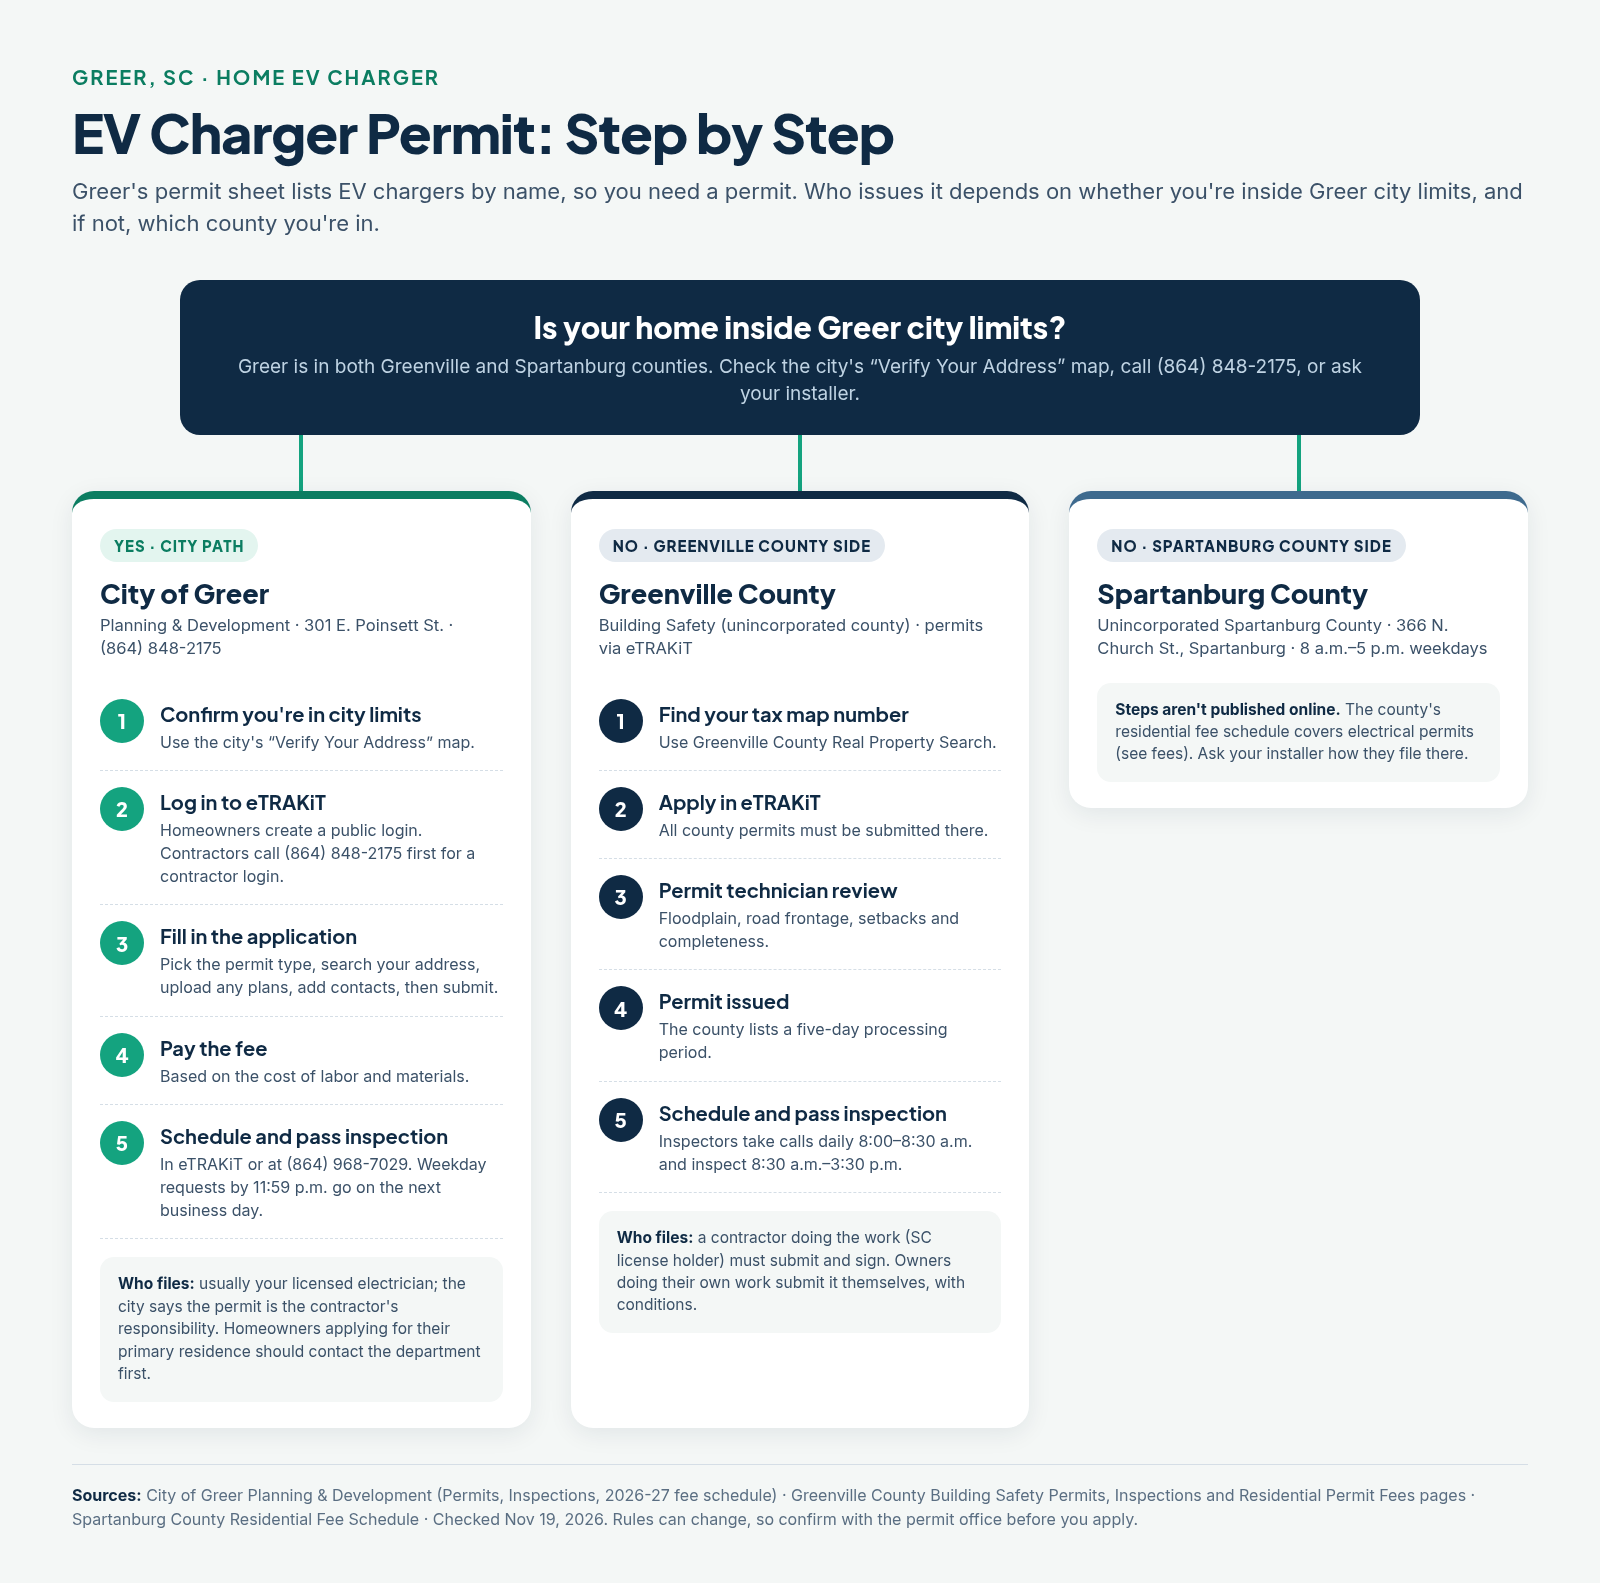 GREER, SC · HOME EV CHARGER
EV Charger Permit: Step by Step
Greer's permit sheet lists EV chargers by name, so you need a permit. Who issues it depends on whether you're inside Greer city limits, and
if not, which county you're in.
Is your home inside Greer city limits?
Greer is in both Greenville and Spartanburg counties. Check the city's “Verify Your Address” map, call (864) 848-2175, or ask
your installer.
YES · CITY PATH
City of Greer
Planning & Development · 301 E. Poinsett St. ·
(864) 848-2175
1
Confirm you're in city limits
Use the city's “Verify Your Address” map.
2
Log in to eTRAKiT
Homeowners create a public login.
Contractors call (864) 848-2175 first for a
contractor login.
3
Fill in the application
Pick the permit type, search your address,
upload any plans, add contacts, then submit.
4
Pay the fee
Based on the cost of labor and materials.
5
Schedule and pass inspection
In eTRAKiT or at (864) 968-7029. Weekday
requests by 11:59 p.m. go on the next
business day.
Who files: usually your licensed electrician; the
city says the permit is the contractor's
responsibility. Homeowners applying for their
primary residence should contact the department
first.
NO · GREENVILLE COUNTY SIDE
Greenville County
Building Safety (unincorporated county) · permits
via eTRAKiT
1
Find your tax map number
Use Greenville County Real Property Search.
2
Apply in eTRAKiT
All county permits must be submitted there.
3
Permit technician review
Floodplain, road frontage, setbacks and
completeness.
4
Permit issued
The county lists a five-day processing
period.
5
Schedule and pass inspection
Inspectors take calls daily 8:00–8:30 a.m.
and inspect 8:30 a.m.–3:30 p.m.
Who files: a contractor doing the work (SC
license holder) must submit and sign. Owners
doing their own work submit it themselves, with
conditions.
NO · SPARTANBURG COUNTY SIDE
Spartanburg County
Unincorporated Spartanburg County · 366 N.
Church St., Spartanburg · 8 a.m.–5 p.m. weekdays
Steps aren't published online. The county's
residential fee schedule covers electrical permits
(see fees). Ask your installer how they file there.
Sources: City of Greer Planning & Development (Permits, Inspections, 2026-27 fee schedule) · Greenville County Building Safety Permits, Inspections and Residential Permit Fees pages ·
Spartanburg County Residential Fee Schedule · Checked Nov 19, 2026. Rules can change, so confirm with the permit office before you apply.